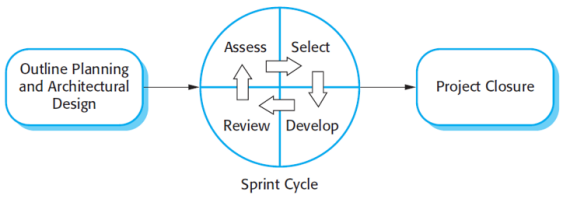 Outline Planning
and Architectural
Design
Assess
Select
Review
Develop
Project Closure
Sprint Cycle